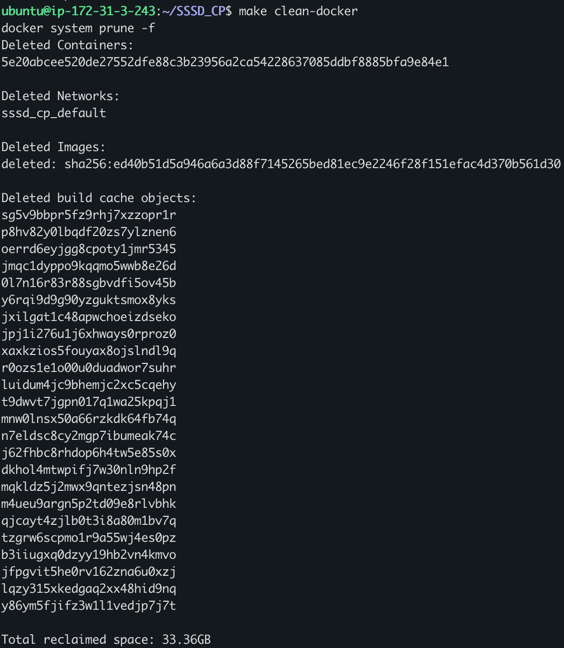 ubuntu@ip-172-31-3-243:~/SSSD_CP$ make clean-docker
docker system prune -f
Deleted Containers:
5e20abcee520de27552dfe88c3b23956a2ca54228637085ddbf8885bfa9e84e1

Deleted Networks:
sssd_cp_default

Deleted Images:
deleted: sha256:ed40b51d5a946a6a3d88f7145265bed81ec9e2246f28f151efac4d370b561d30

Deleted build cache objects:
sg5v9bbpr5fz9rhj7xzzopr1r
p8hv82y0lbqdf20zs7ylznen6
oerrd6eyjgg8cpoty1jmr5345
jmqc1dyppo9kqqmo5wwb8e26d
0l7n16r83r88sgbvdfi5ov45b
y6rqi9d9g90yzguktsmox8yks
jxilgat1c48apwchoeizdseko
jpj1i276u1j6xhways0rproz0
xaxkzios5fouyax8ojslndl9q
r0ozs1e1o00u0duadwor7suhr
luidum4jc9bhemjc2xc5cqehy
t9dwvt7jgpn017q1wa25kpqj1
mnw0lnsx50a66rzkdk64fb74q
n7eldsc8cy2mgp7ibumeak74c
j62fhbc8rhdop6h4tw5e85s0x
dkhol4mtwpifj7w30nln9hp2f
mqkldz5j2mwx9qntezjsn48pn
m4ueu9argn5p2td09e8rlvbhk
qjcayt4zjlb0t3i8a80m1bv7q
tzgrw6scpmo1r9a55wj4es0pz
b3iiugxq0dzyy19hb2vn4kmvo
jfpgvit5he0rv162zna6u0xzj
lqzy315xkedgaq2xx48hid9nq
y86ym5fjifz3w1l1vedjp7j7t

Total reclaimed space: 33.36GB